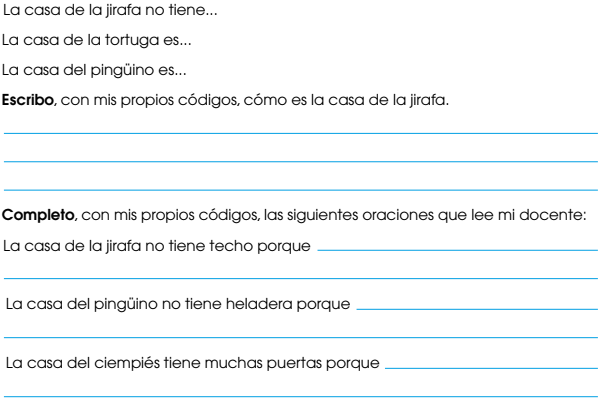 La casa de la jirafa no tiene...
La casa de la tortuga es...
La casa del pingüino es...
Escribo, con mis propios códigos, cómo es la casa de la jirafa.
Completo, con mis propios códigos, las siguientes oraciones que lee mi docente:
La casa de la jirafa no tiene techo porque
La casa del pingüino no tiene heladera porque
La casa del ciempiés tiene muchas puertas porque